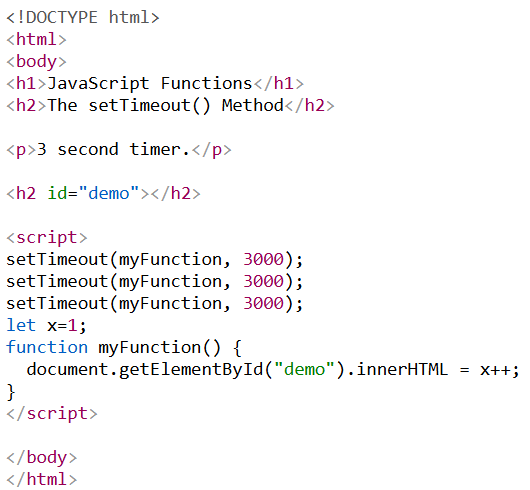 <!DOCTYPE html>
<html>
<body>
<h1>JavaScript Functions</h1>
<h2>The setTimeout() Method</h2>

<p>3 second timer.</p>

<h2 id="demo"></h2>

<script>
setTimeout(myFunction, 3000);
setTimeout(myFunction, 3000);
setTimeout(myFunction, 3000);
let x=1;
function myFunction() {
  document.getElementById("demo").innerHTML = x++;
}
</script>

</body>
</html>